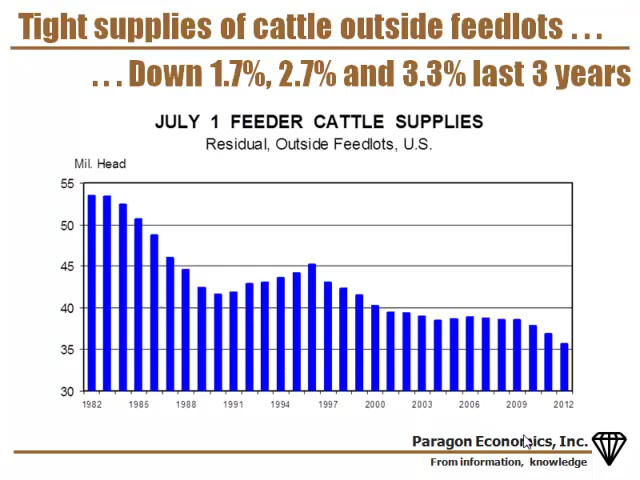 Tight supplies of cattle outside feedlots . . .
. . . Down 1.7%, 2.7% and 3.3% last 3 years
JULY 1 FEEDER CATTLE SUPPLIES
Residual, Outside Feedlots, U.S.
Mil. Head
55
50
45
40
35
30
1982 1985 1988 1991 1994 1997 2000 2003 2006 2009 2012
Paragon Economics, Inc.
From information, knowledge